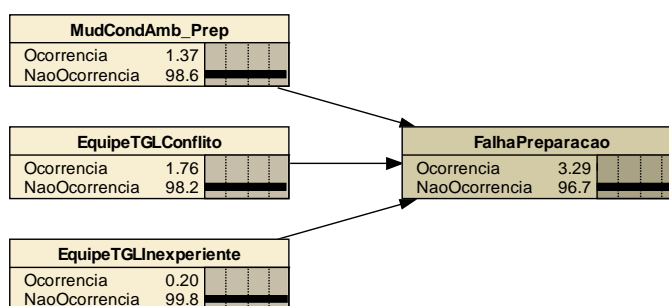 MudCondAmb_Prep
Ocorrencia 1.37
NaoOcorrencia 98.6
EquipeTGLConflito
Ocorrencia 1.76
NaoOcorrencia 98.2
FalhaPreparacao
Ocorrencia 3.29
NaoOcorrencia 96.7
EquipeTGLInexperiente
Ocorrencia 0.20
NaoOcorrencia 99.8